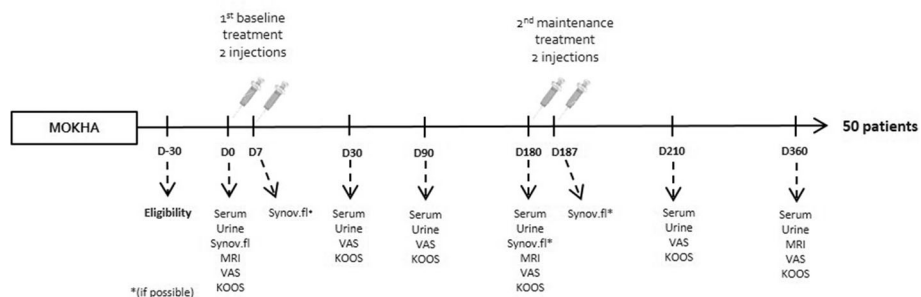 1st baseline
treatment
2 injections
2nd maintenance
treatment
2 injections
MOKHA
50 patients
D-30
D0
D7
D30
D90
D180
D187
D210
D360
Eligibility
Serum
Urine
Synov.fl
MRI
VAS
KOOS
Synov.fl*
Serum
Urine
VAS
KOOS
Serum
Urine
VAS
KOOS
Serum
Urine
Synov.fl*
MRI
VAS
KOOS
Synov.fl*
Serum
Urine
VAS
KOOS
Serum
Urine
MRI
VAS
KOOS
*(if possible)